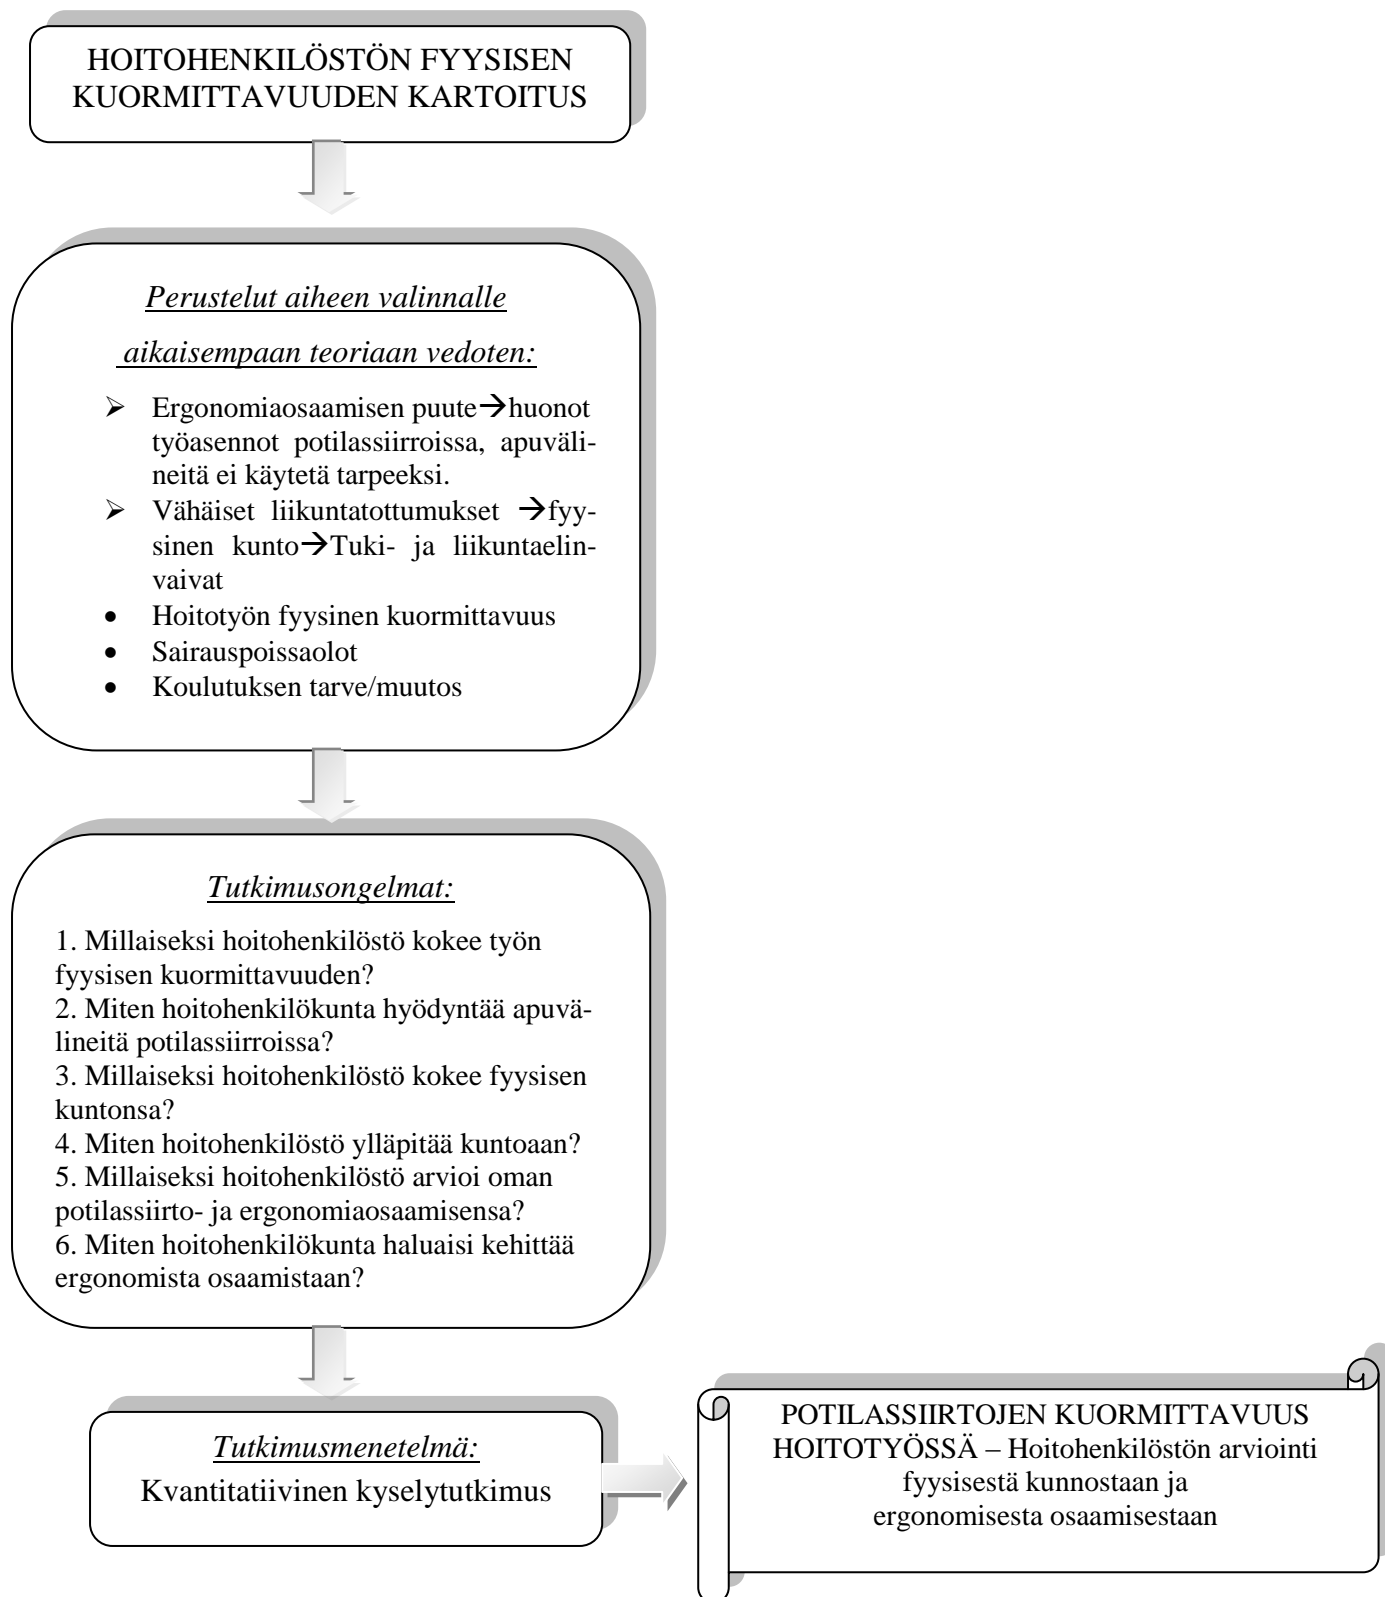 HOITOHENKILÖSTÖN FYYSISEN
KUORMITTAVUUDEN KARTOITUS
Perustelut aiheen valinnalle
aikaisempaan teoriaan vedoten:
➢ Ergonomiaosaamisen puute→huonot
työasennot potilassiirroissa, apuväli-
neitä ei käytetä tarpeeksi.
➢ Vähäiset liikuntatottumukset →fyy-
sinen kunto→Tuki- ja liikuntaelin-
vaivat
• Hoitotyön fyysinen kuormittavuus
• Sairauspoissaolot
• Koulutuksen tarve/muutos
Tutkimusongelmat:
1. Millaiseksi hoitohenkilöstö kokee työn
fyysisen kuormittavuuden?
2. Miten hoitohenkilökunta hyödyntää apuvä-
lineitä potilassiirroissa?
3. Millaiseksi hoitohenkilöstö kokee fyysisen
kuntonsa?
4. Miten hoitohenkilöstö ylläpitää kuntoaan?
5. Millaiseksi hoitohenkilöstö arvioi oman
potilassiirto- ja ergonomiaosaamisensa?
6. Miten hoitohenkilökunta haluaisi kehittää
ergonomista osaamistaan?
Tutkimusmenetelmä:
Kvantitatiivinen kyselytutkimus
POTILASSIIRTOJEN KUORMITTAVUUS
HOITOTYÖSSÄ – Hoitohenkilöstön arviointi
fyysisestä kunnostaan ja
ergonomisesta osaamisestaan